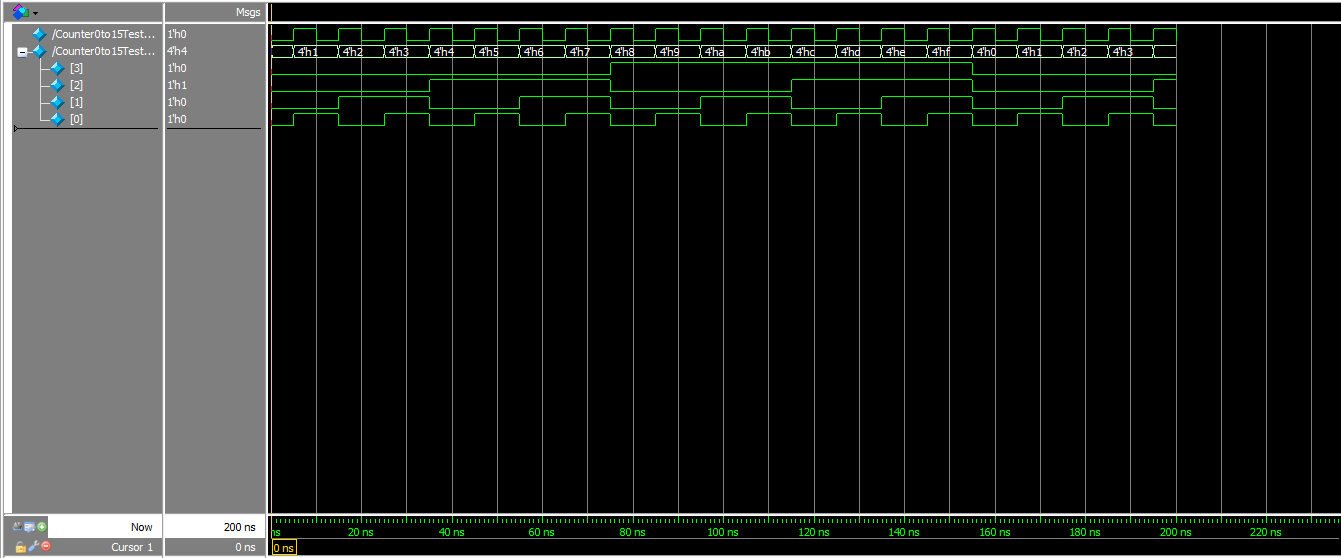 Msgs
/Counter0to15Test... 1'h0
/Counter0to15Test... 4'h4 4'h1 4'h2 4'h3 4'h4 4'h5 4'h6 4'h7 4'h8 4'h9 4'ha 4'hb 4'hc 4'hd 4'he 4'hf 4'h0 4'h1 4'h2 4'h3
[3] 1'h0
[2] 1'h1
[1] 1'h0
[0] 1'h0
Now 200 ns ns 20 ns 40 ns 60 ns 80 ns 100 ns 120 ns 140 ns 160 ns 180 ns 200 ns 220 ns
Cursor 1 0 ns 0 ns